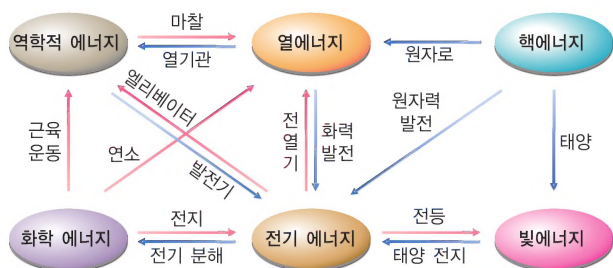 마찰
역학적 에너지
열에너지
핵에너지
열기관
원자로
엘리베이터
원자력
발전
근육
운동
연소
전열기
화력
발전
태양
발전기
화학 에너지
전지
전기 분해
전기 에너지
전등
태양 전지
빛에너지